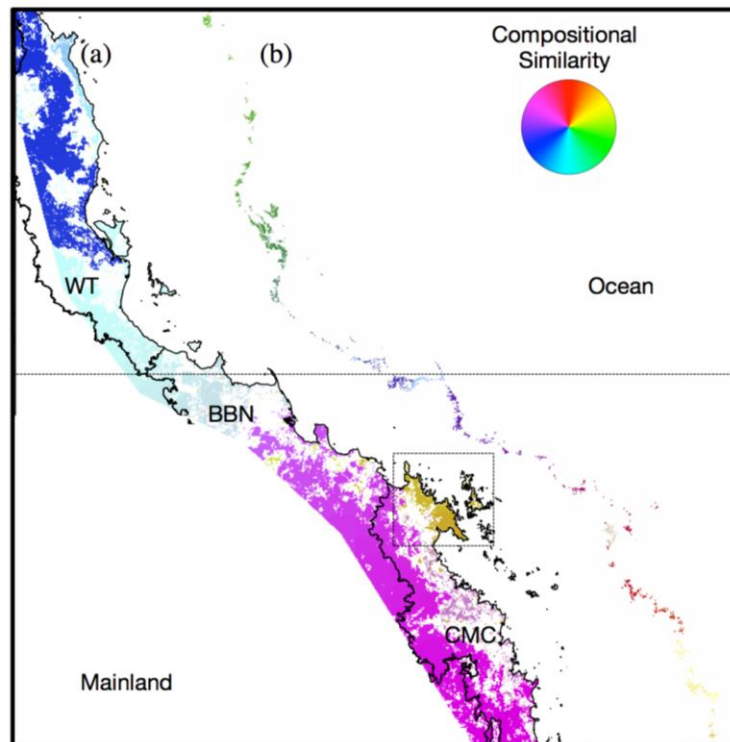 (a)
(b)
Compositional
Similarity
WT
Ocean
BBN
CMC
Mainland